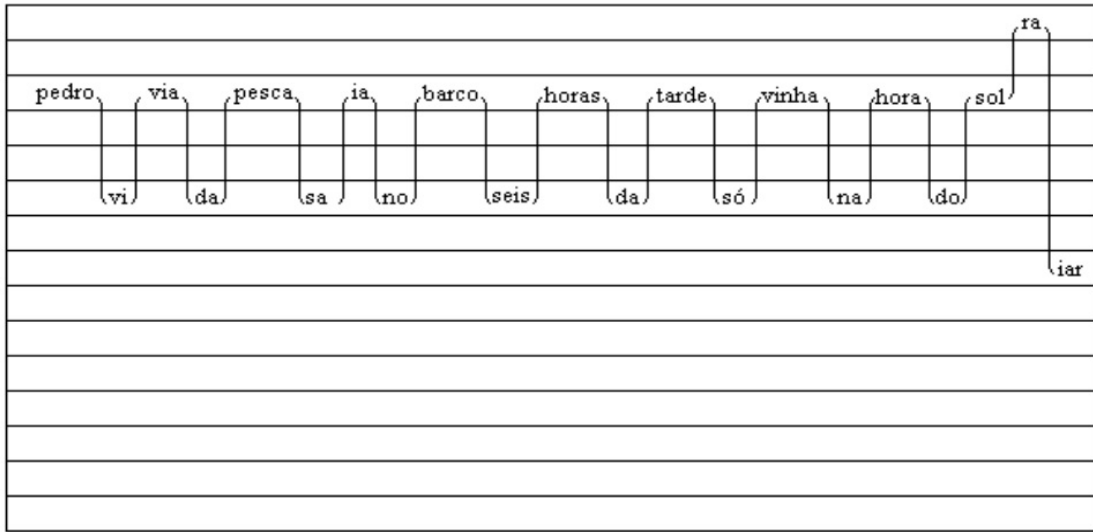 ra
pedro via pesca ia barco horas tarde vinha hora sol
vi da sa no seis da só na do
iar